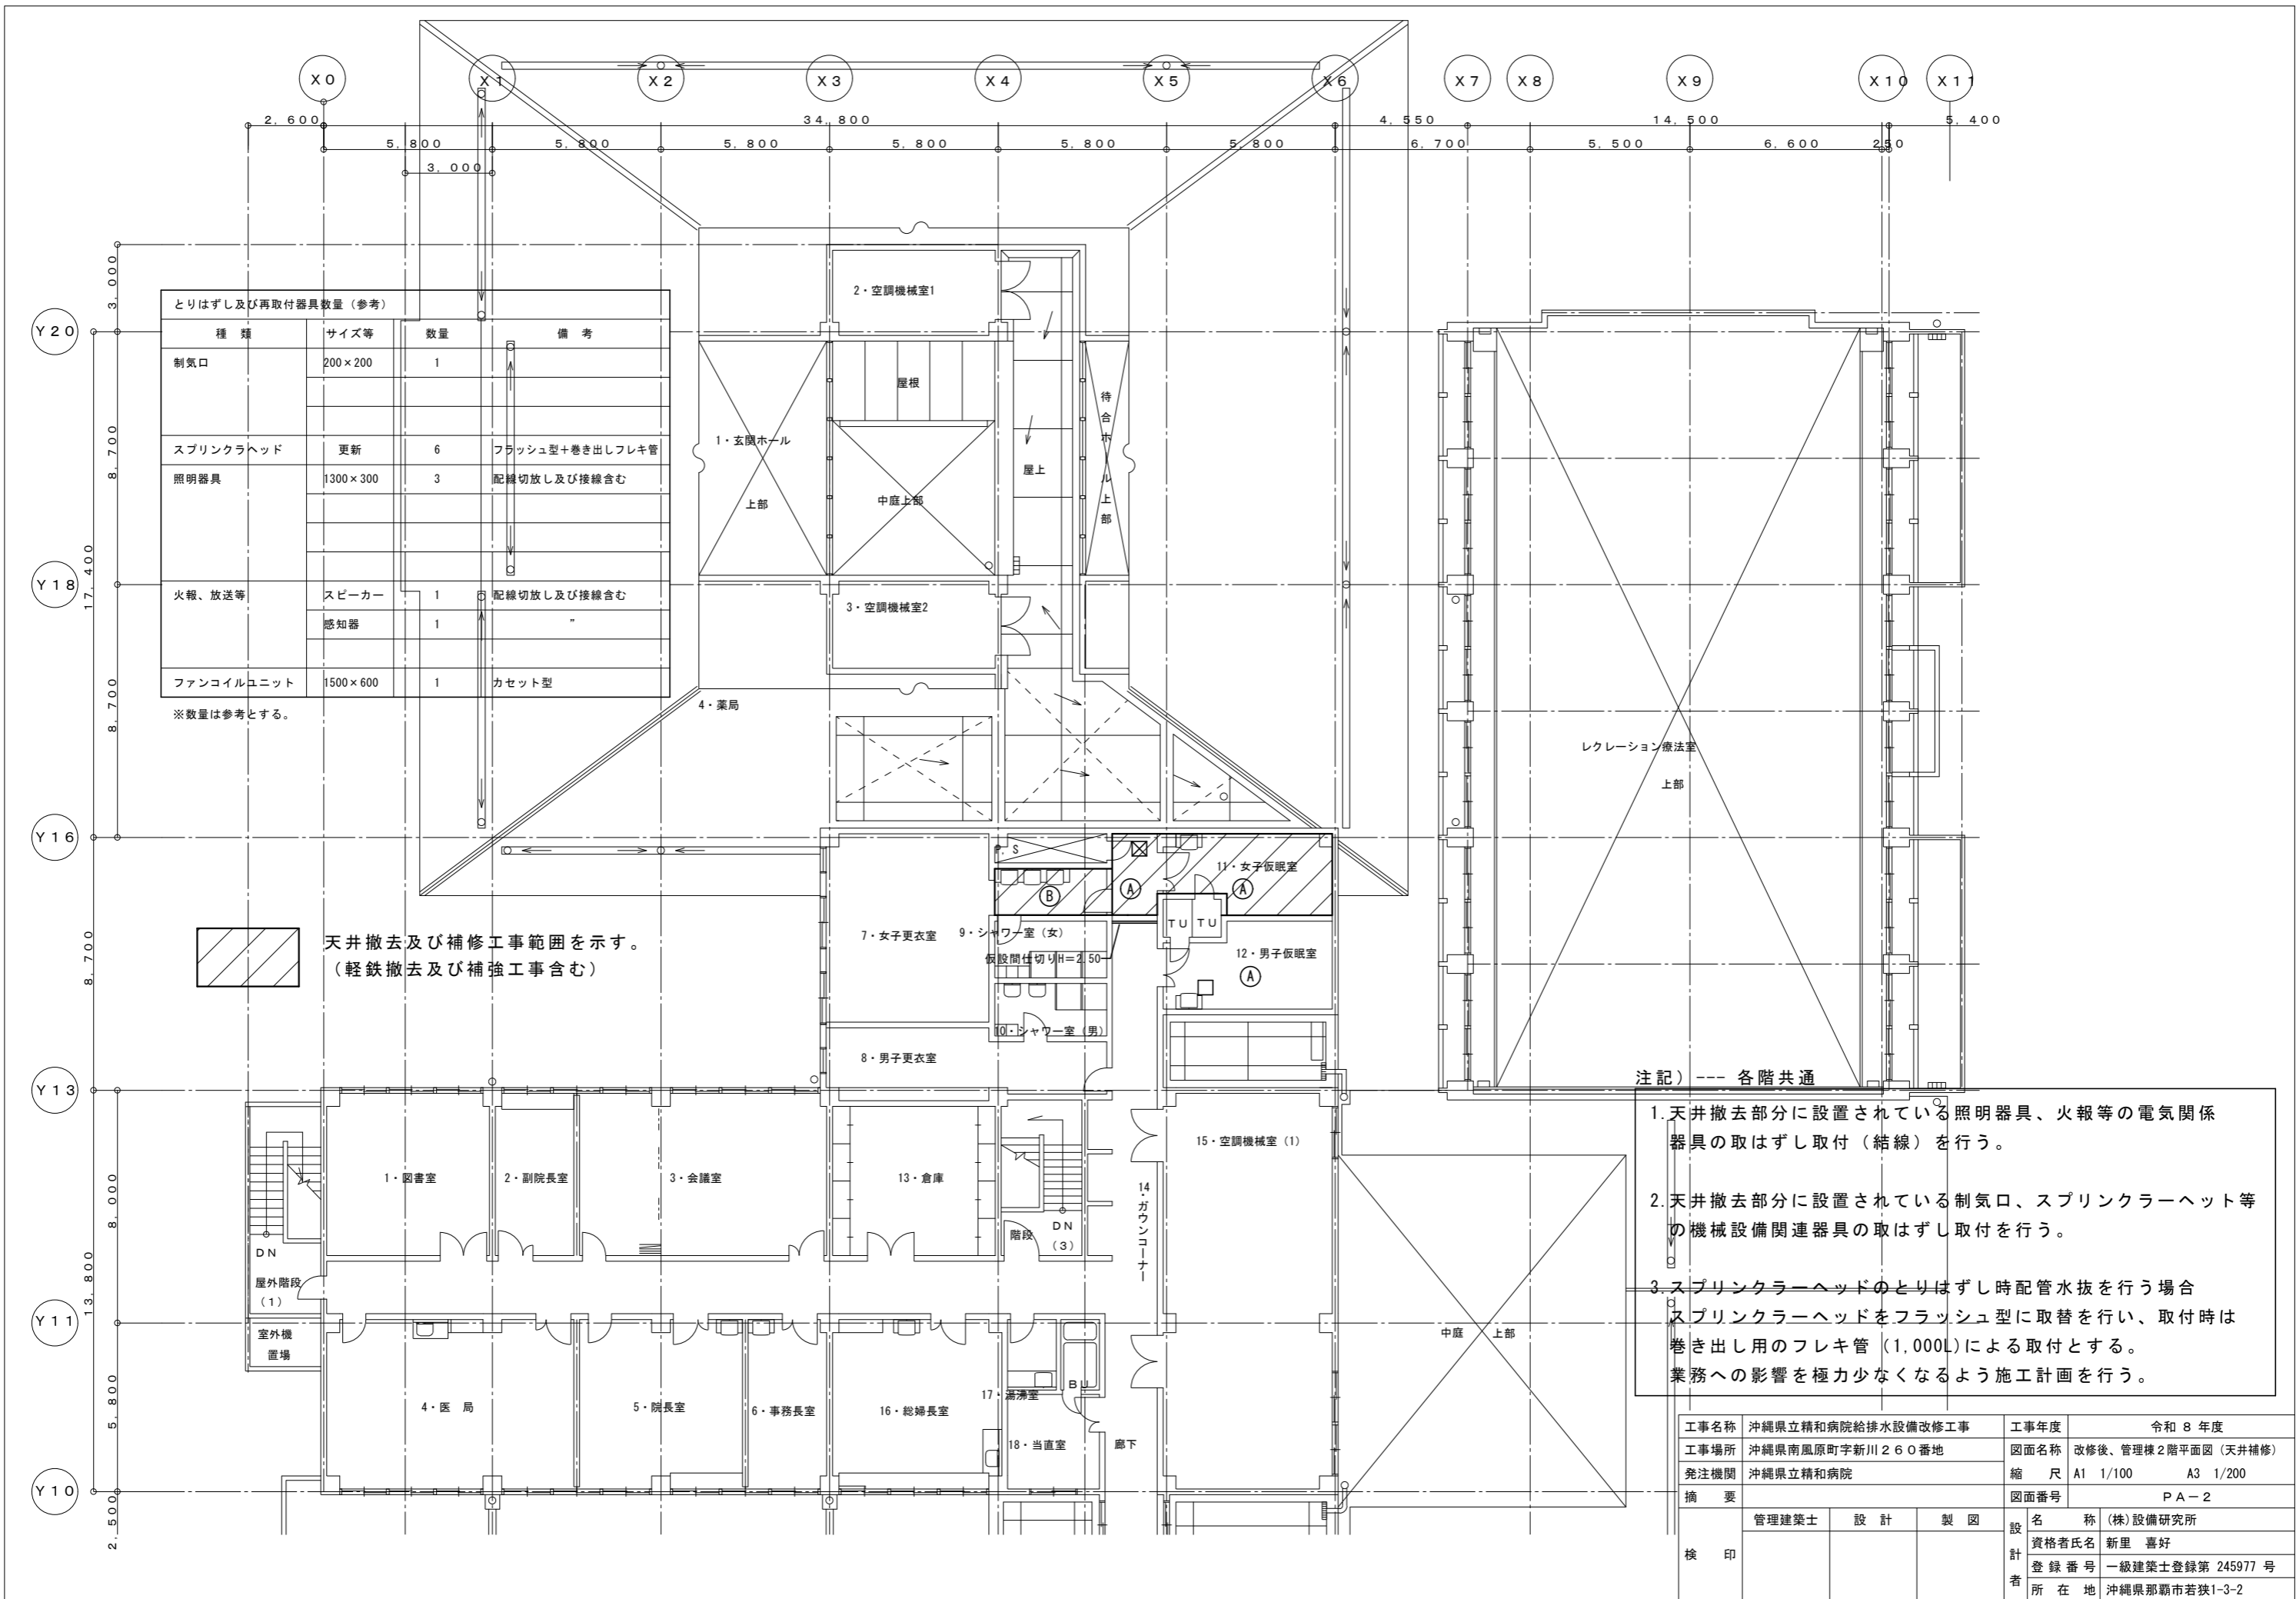 X0 X1 X2 X3 X4 X5 X6 X7 X8 X9 X10 X11
2,600 34,800 4,550 14,500 5,400
5,800 5,800 5,800 5,800 5,800 5,800 6,700 5,500 6,600 250
3,000
Y20
Y18
Y16
Y13
Y11
Y10
3,000
8,700
17,400
8,700
8,700
8,000
13,800
5,800
2,500
とりはずし及び再取付器具数量（参考）
種 類 サイズ等 数量 備 考
制気口 200×200 1
スプリンクラヘッド 更新 6 フラッシュ型＋巻き出しフレキ管
照明器具 1300×300 3 配線切放し及び接線含む
火報、放送等 スピーカー 1 配線切放し及び接線含む
感知器 1 〃
ファンコイルユニット 1500×600 1 カセット型
※数量は参考とする。
2・空調機械室1
屋根
1・玄関ホール
上部
中庭上部
屋上
待合ホール上部
3・空調機械室2
4・薬局
レクレーション療法室
上部
P.S
11・女子仮眠室
B A A
7・女子更衣室
9・シャワー室（女）
TU TU
仮設間仕切りH=2.50
12・男子仮眠室
A
10・シャワー室（男）
8・男子更衣室
天井撤去及び補修工事範囲を示す。
（軽鉄撤去及び補強工事含む）
1・図書室
2・副院長室
3・会議室
13・倉庫
14・ガウンコーナー
15・空調機械室（1）
DN
屋外階段
（1）
階段
DN
（3）
室外機
置場
4・医 局
5・院長室
6・事務長室
16・総婦長室
17・湯沸室
BU
18・当直室
廊下
中庭 上部
注記）--- 各階共通
1.天井撤去部分に設置されている照明器具、火報等の電気関係
器具の取はずし取付（結線）を行う。
2.天井撤去部分に設置されている制気口、スプリンクラーヘット等
の機械設備関連器具の取はずし取付を行う。
3.スプリンクラーヘッドのとりはずし時配管水抜を行う場合
スプリンクラーヘッドをフラッシュ型に取替を行い、取付時は
巻き出し用のフレキ管（1,000L)による取付とする。
業務への影響を極力少なくなるよう施工計画を行う。
工事名称 沖縄県立精和病院給排水設備改修工事 工事年度 令和 8 年度
工事場所 沖縄県南風原町字新川２６０番地 図面名称 改修後、管理棟２階平面図（天井補修）
発注機関 沖縄県立精和病院 縮 尺 A1 1/100 A3 1/200
摘 要 図面番号 ＰＡ－２
検 印 管理建築士 設 計 製 図
設計者 名 称 (株)設備研究所
資格者氏名 新里 喜好
登録番号 一級建築士登録第 245977 号
所 在 地 沖縄県那覇市若狭1-3-2